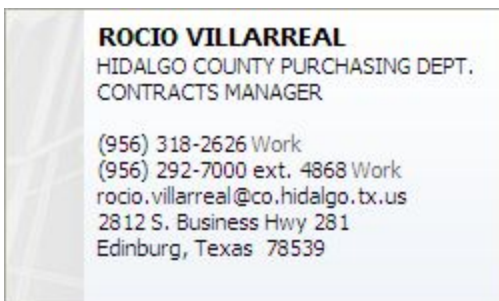 ROCIO VILLARREAL
HIDALGO COUNTY PURCHASING DEPT.
CONTRACTS MANAGER
(956) 318-2626 Work
(956) 292-7000 ext. 4868 Work
rocio.villarreal@co.hidalgo.tx.us
2812 S. Business Hwy 281
Edinburg, Texas  78539